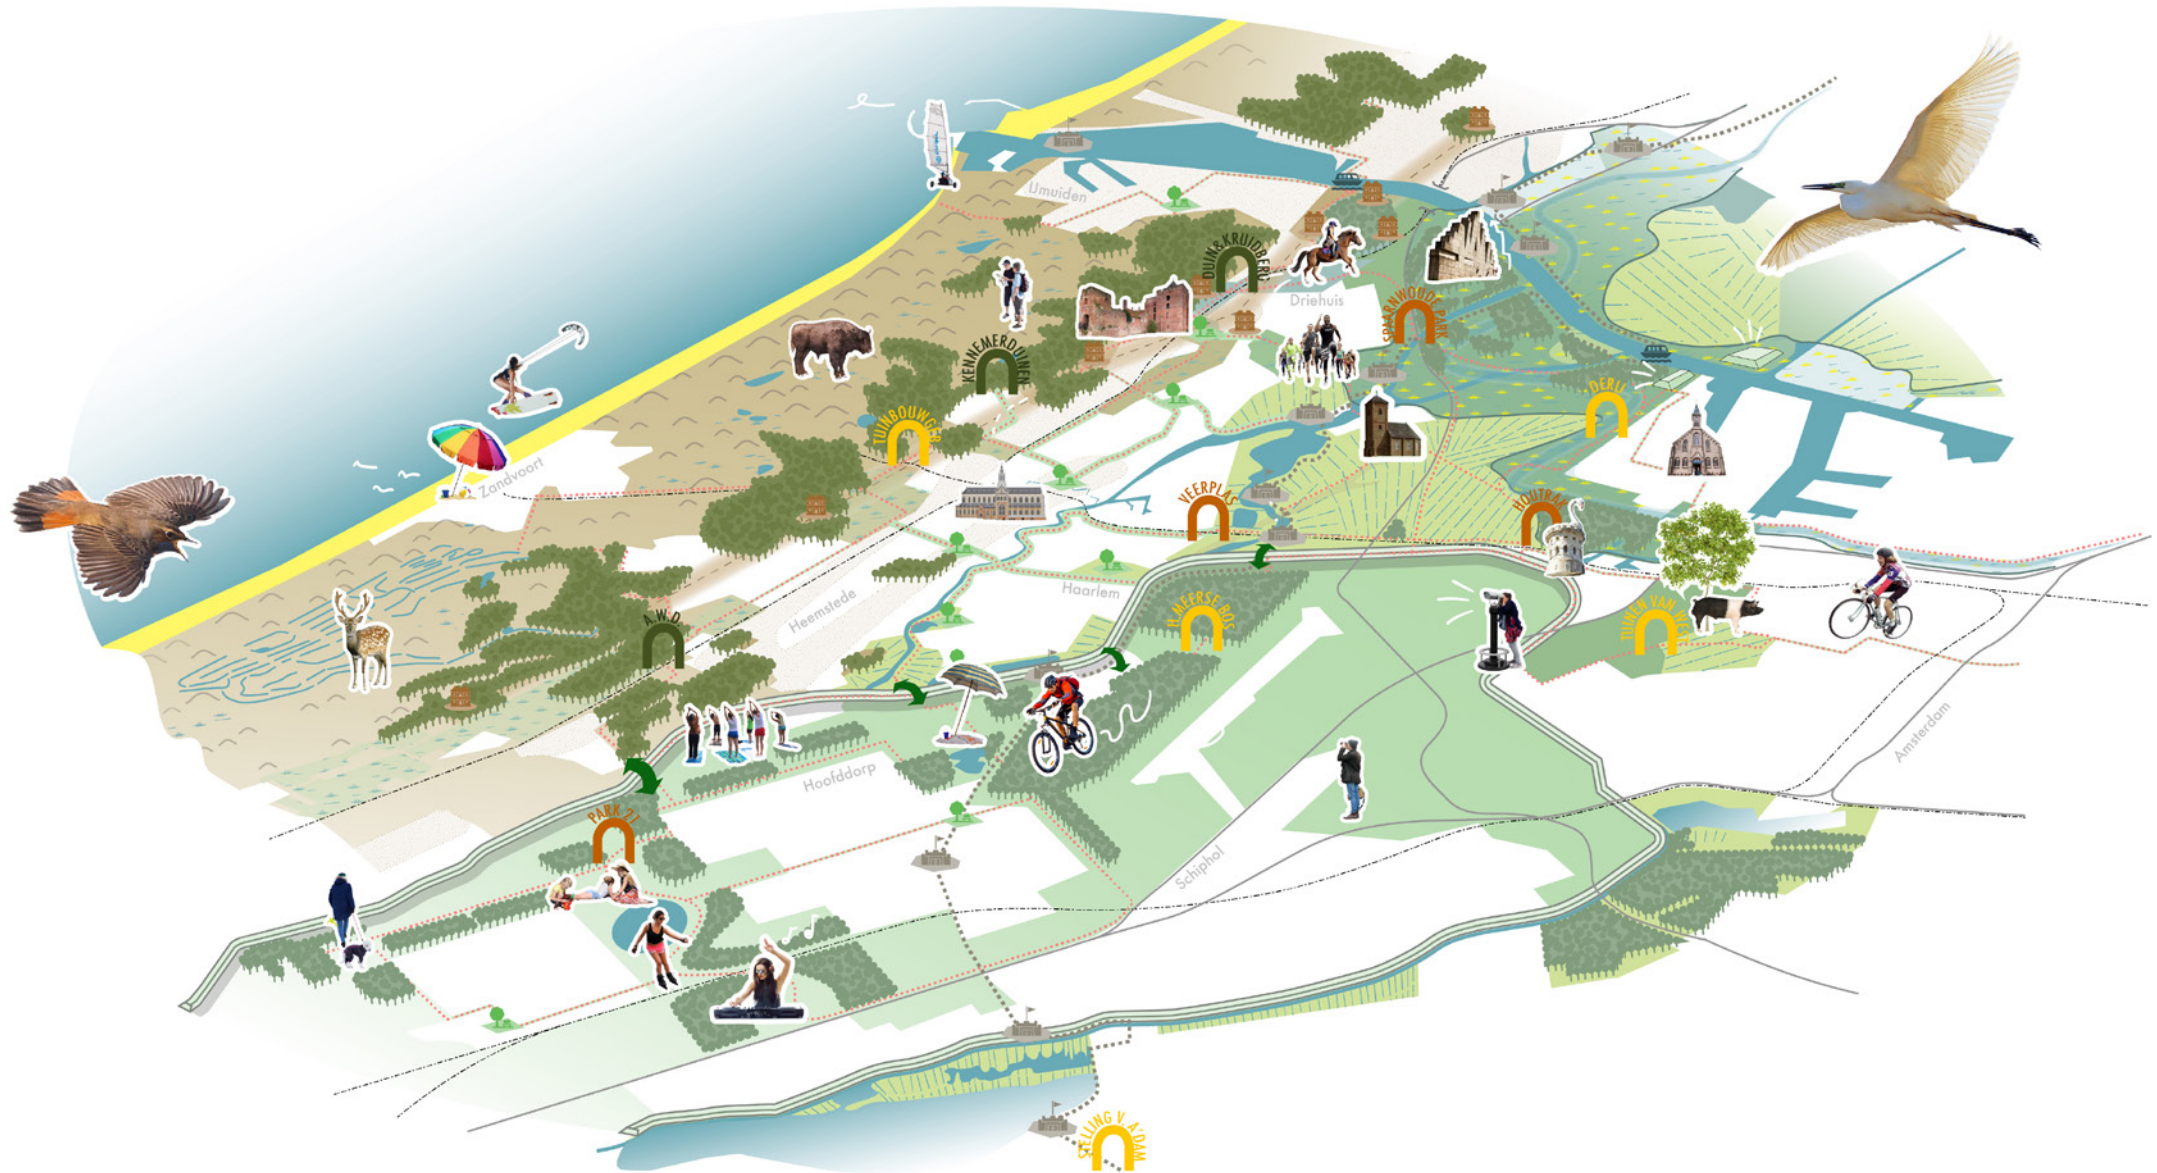 IJmuiden
DUIN&KRUIDBERG
Driehuis
SPAARNWOUDE PARK
KENNEMERDUINEN
TUINBOUWGEB
DERIJ
Zandvoort
VEERPLAS
HOUTRAK
Haarlem
Heemstede
H.MEERSE BOS
TUINEN VAN WEST
A.W.D.
Hoofddorp
Amsterdam
PARK 21
Schiphol
STELLING V. A'DAM